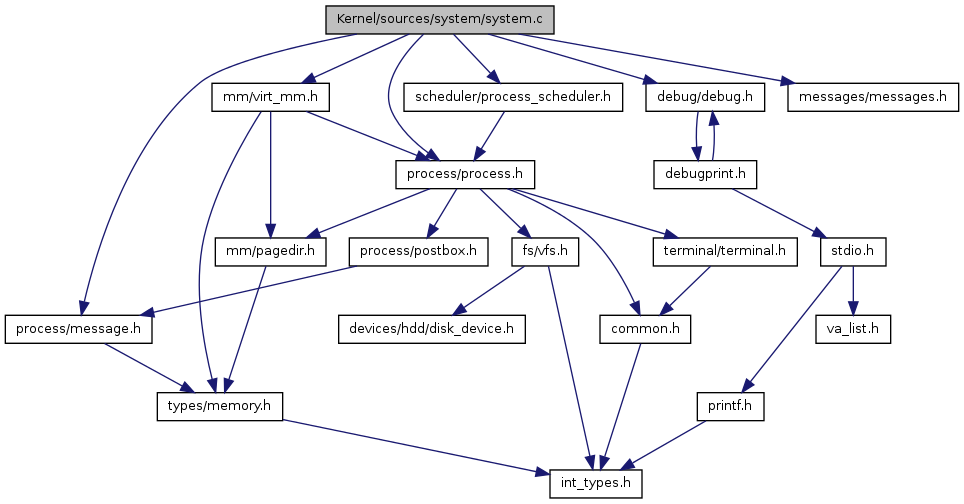 Kernel/sources/system/system.c
mm/virt_mm.h
scheduler/process_scheduler.h
debug/debug.h
messages/messages.h
process/process.h
debugprint.h
mm/pagedir.h
process/postbox.h
fs/vfs.h
terminal/terminal.h
stdio.h
process/message.h
devices/hdd/disk_device.h
common.h
va_list.h
types/memory.h
printf.h
int_types.h